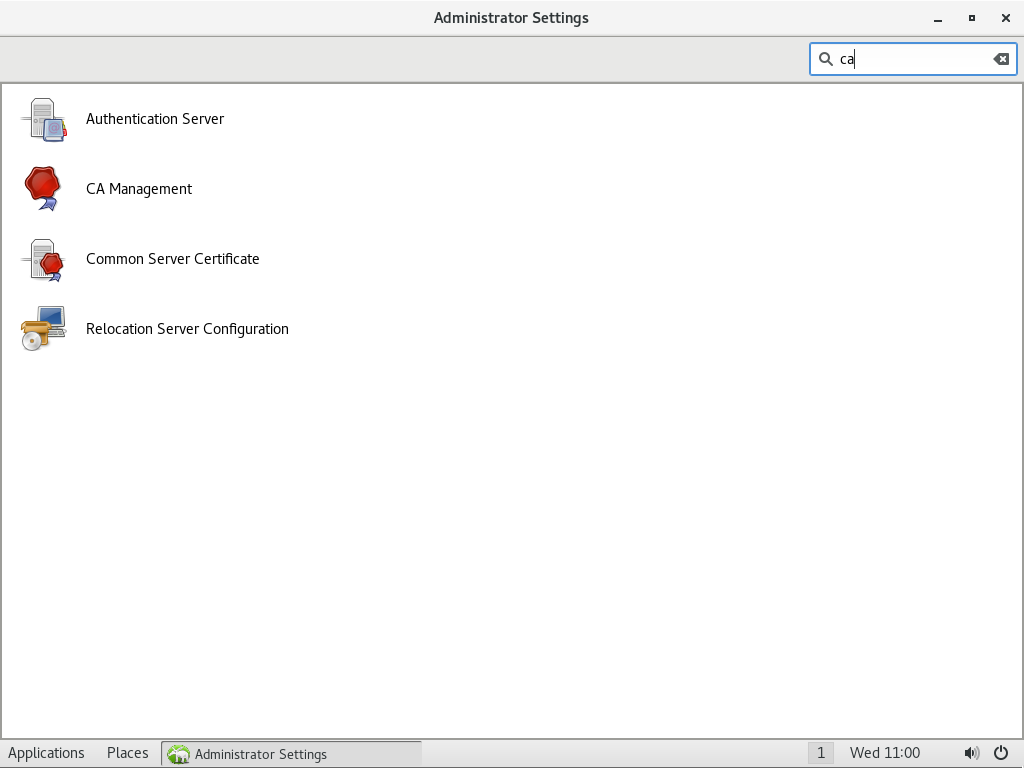 Administrator Settings
ca
Authentication Server
CA Management
Common Server Certificate
Relocation Server Configuration
Applications Places Administrator Settings 1 Wed 11:00